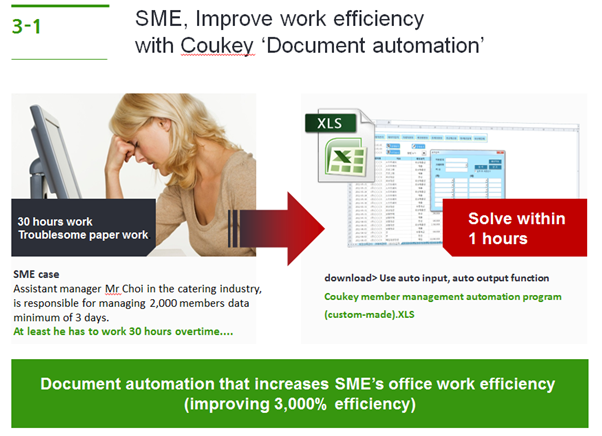 3-1
SME, Improve work efficiency
with Coukey ‘Document automation’
XLS
30 hours work
Troublesome paper work
Solve within
1 hours
SME case
Assistant manager Mr Choi in the catering industry,
is responsible for managing 2,000 members data
minimum of 3 days.
At least he has to work 30 hours overtime....
download> Use auto input, auto output function
Coukey member management automation program
(custom-made).XLS
Document automation that increases SME’s office work efficiency
(improving 3,000% efficiency)